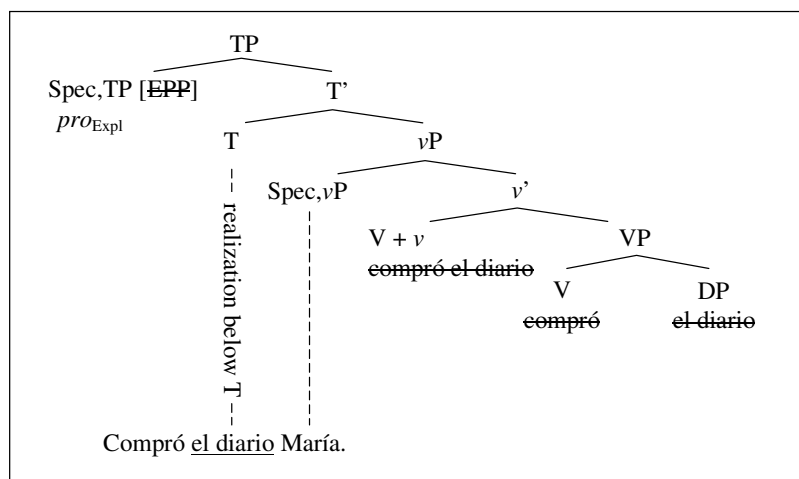 TP
Spec,TP [EPP] T’
pro_Expl
T vP
Spec,vP v’
V + v VP
compró el diario
V DP
compró el diario
realization below T
Compró el diario María.